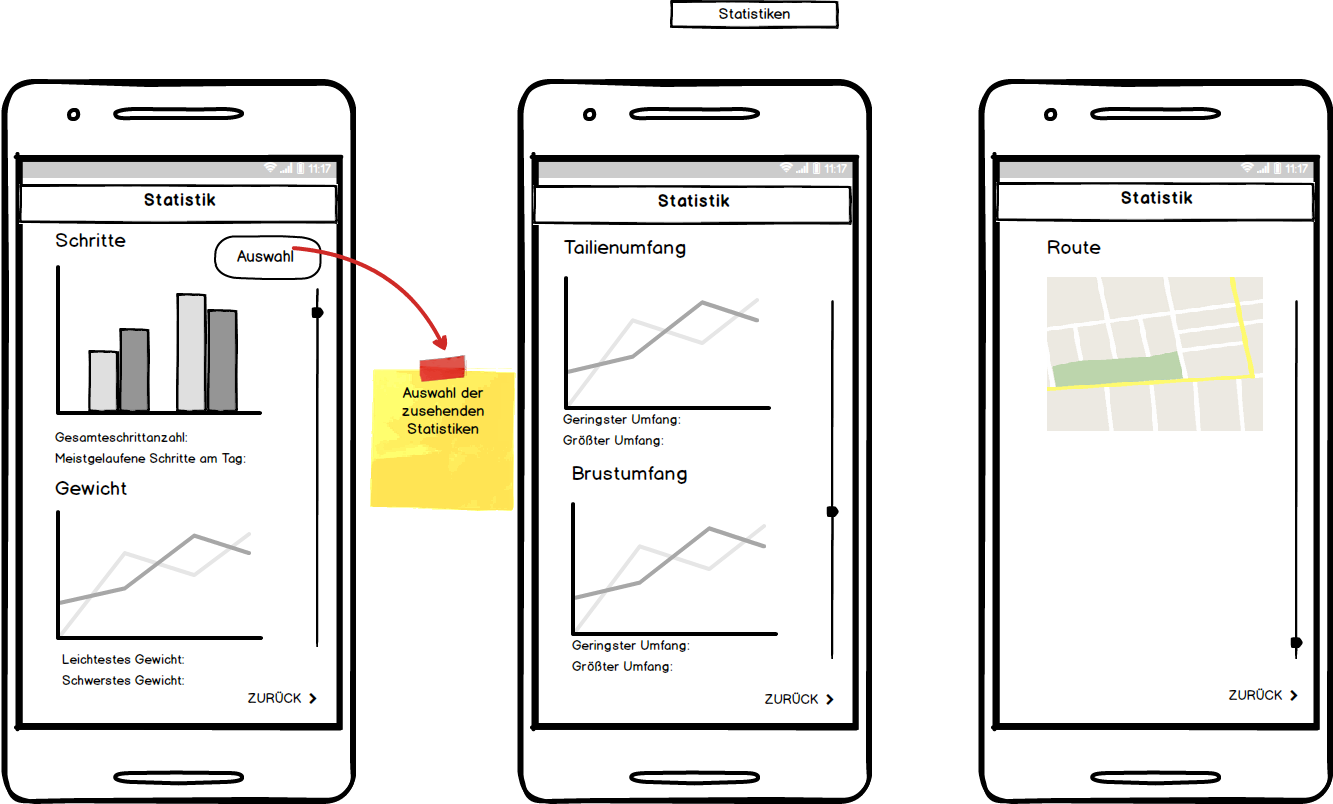 Statistiken
11:17
Statistik
Schritte
Auswahl
Gesamteschrittanzahl:
Meistgelaufene Schritte am Tag:
Gewicht
Leichtestes Gewicht:
Schwerstes Gewicht:
ZURÜCK
Auswahl der
zusehenden
Statistiken
11:17
Statistik
Tailienumfang
Geringster Umfang:
Größter Umfang:
Brustumfang
Geringster Umfang:
Größter Umfang:
ZURÜCK
11:17
Statistik
Route
ZURÜCK